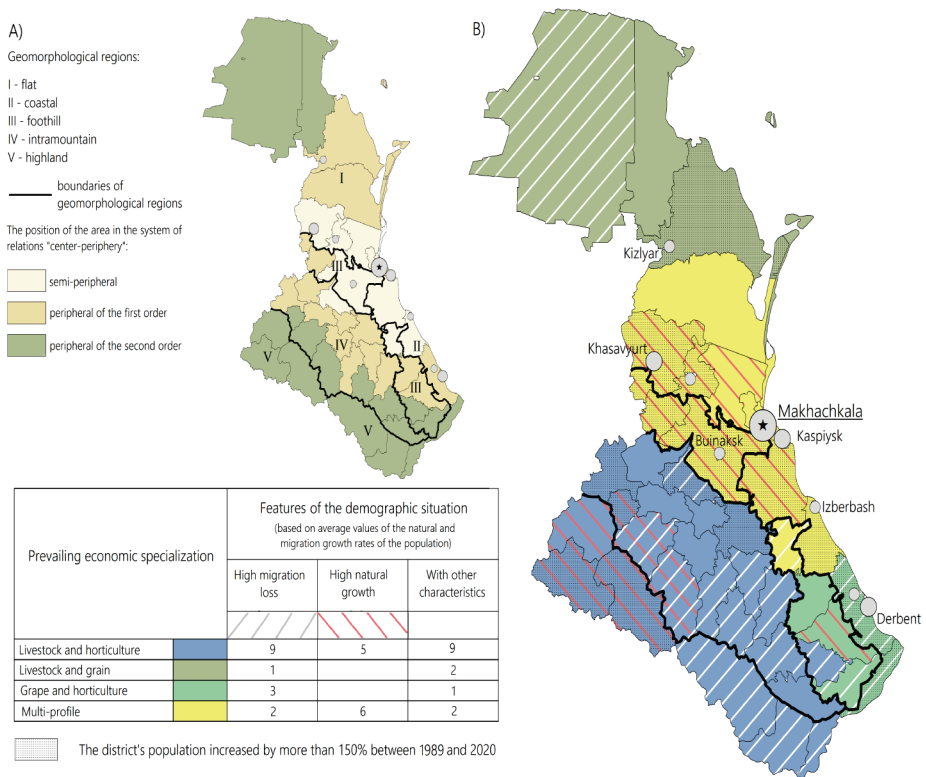 A)
Geomorphological regions:
I - flat
II - coastal
III - foothill
IV - intramountain
V - highland
boundaries of
geomorphological regions
The position of the area in the system of
relations "center-periphery":
semi-peripheral
peripheral of the first order
peripheral of the second order
I
III
II
IV
III
V
V
B)
Kizlyar
Khasavyurt
Makhachkala
Kaspiysk
Buinaksk
Izberbash
Derbent
Prevailing economic specialization
Features of the demographic situation
(based on average values of the natural and
migration growth rates of the population)
High migration
loss
High natural
growth
With other
characteristics
Livestock and horticulture 9 5 9
Livestock and grain 1 2
Grape and horticulture 3 1
Multi-profile 2 6 2
The district's population increased by more than 150% between 1989 and 2020